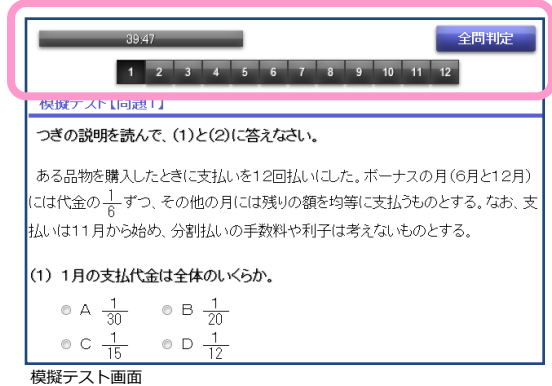 39:47
全問判定
1 2 3 4 5 6 7 8 9 10 11 12
模擬テスト【問題1】
つぎの説明を読んで、(1)と(2)に答えなさい。
ある品物を購入したときに支払いを12回払いにした。ボーナスの月(6月と12月)
には代金の1/6ずつ、その他の月には残りの額を均等に支払うものとする。なお、支
払いは11月から始め、分割払いの手数料や利子は考えないものとする。
(1) 1月の支払代金は全体のいくらか。
A 1/30 B 1/20
C 1/15 D 1/12
模擬テスト画面